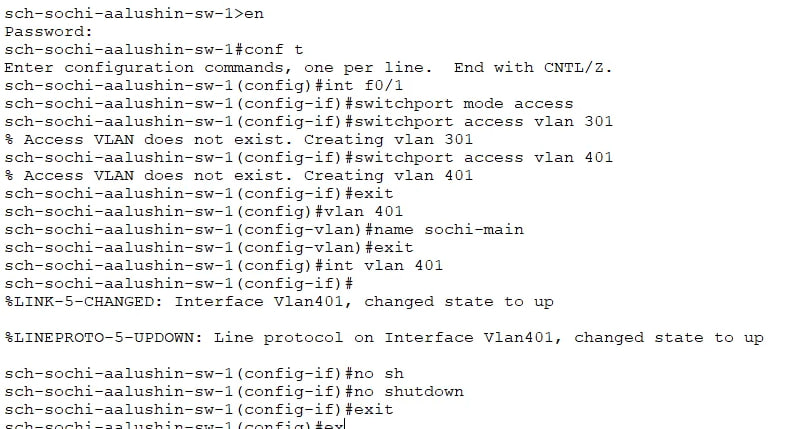 sch-sochi-aalushin-sw-1>en
Password:
sch-sochi-aalushin-sw-1#conf t
Enter configuration commands, one per line.  End with CNTL/Z.
sch-sochi-aalushin-sw-1(config)#int f0/1
sch-sochi-aalushin-sw-1(config-if)#switchport mode access
sch-sochi-aalushin-sw-1(config-if)#switchport access vlan 301
% Access VLAN does not exist. Creating vlan 301
sch-sochi-aalushin-sw-1(config-if)#switchport access vlan 401
% Access VLAN does not exist. Creating vlan 401
sch-sochi-aalushin-sw-1(config-if)#exit
sch-sochi-aalushin-sw-1(config)#vlan 401
sch-sochi-aalushin-sw-1(config-vlan)#name sochi-main
sch-sochi-aalushin-sw-1(config-vlan)#exit
sch-sochi-aalushin-sw-1(config)#int vlan 401
sch-sochi-aalushin-sw-1(config-if)#
%LINK-5-CHANGED: Interface Vlan401, changed state to up
%LINEPROTO-5-UPDOWN: Line protocol on Interface Vlan401, changed state to up
sch-sochi-aalushin-sw-1(config-if)#no sh
sch-sochi-aalushin-sw-1(config-if)#no shutdown
sch-sochi-aalushin-sw-1(config-if)#exit
sch-sochi-aalushin-sw-1(config)#ex